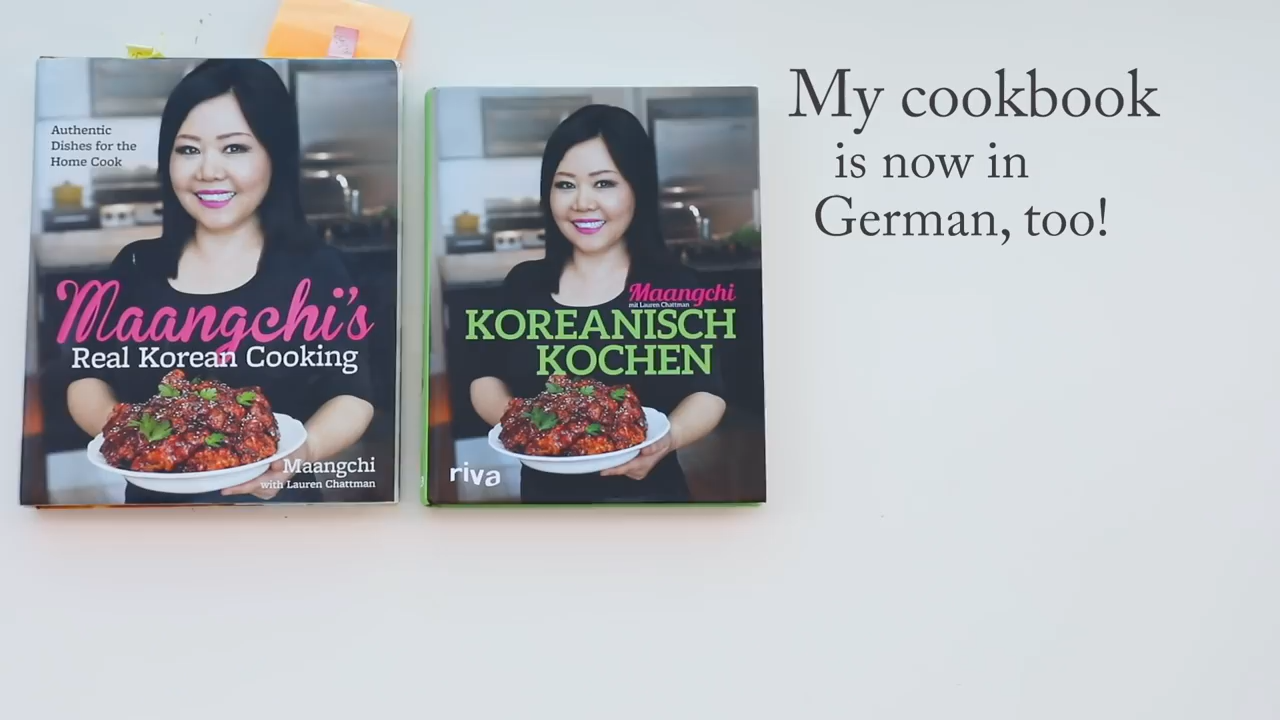 Authentic
Dishes for the
Home Cook
Maangchi's
Real Korean Cooking
Maangchi
with Lauren Chattman
Maangchi
mit Lauren Chattman
KOREANISCH
KOCHEN
riva
My cookbook
is now in
German, too!